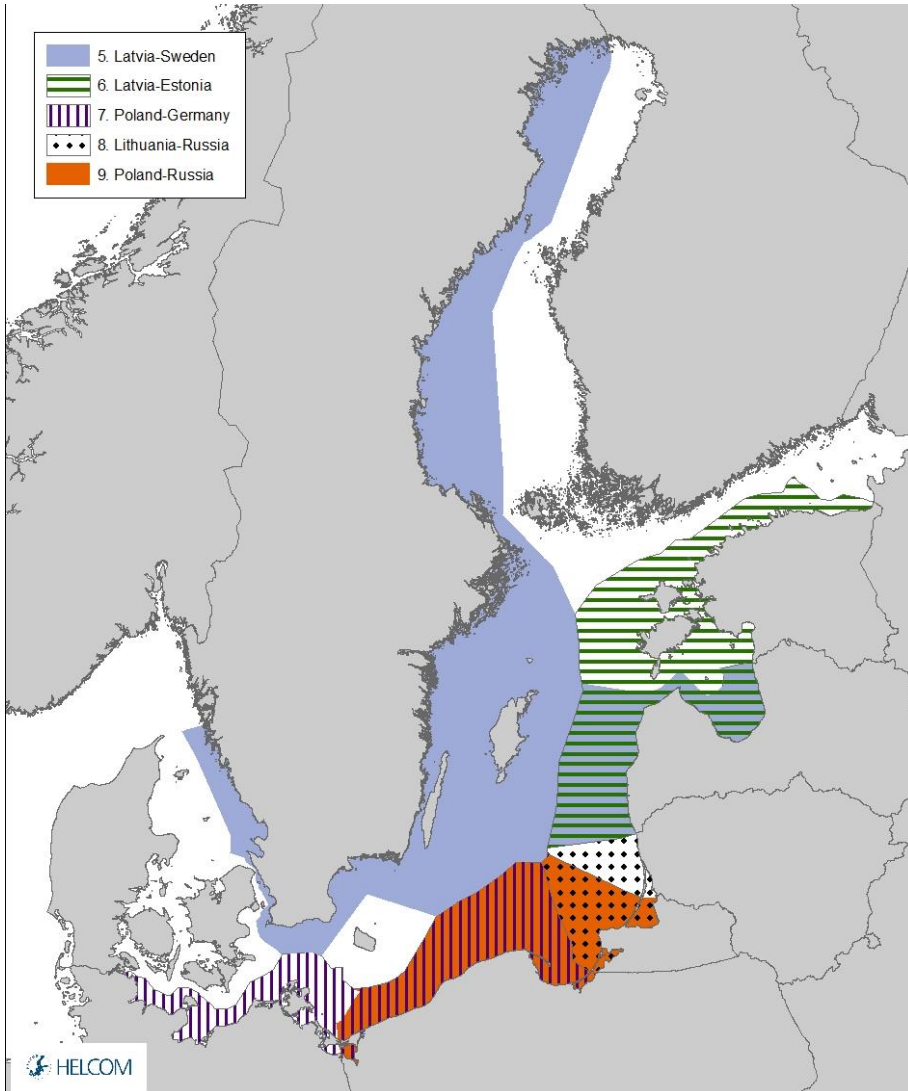 5. Latvia-Sweden
6. Latvia-Estonia
7. Poland-Germany
8. Lithuania-Russia
9. Poland-Russia
HELCOM